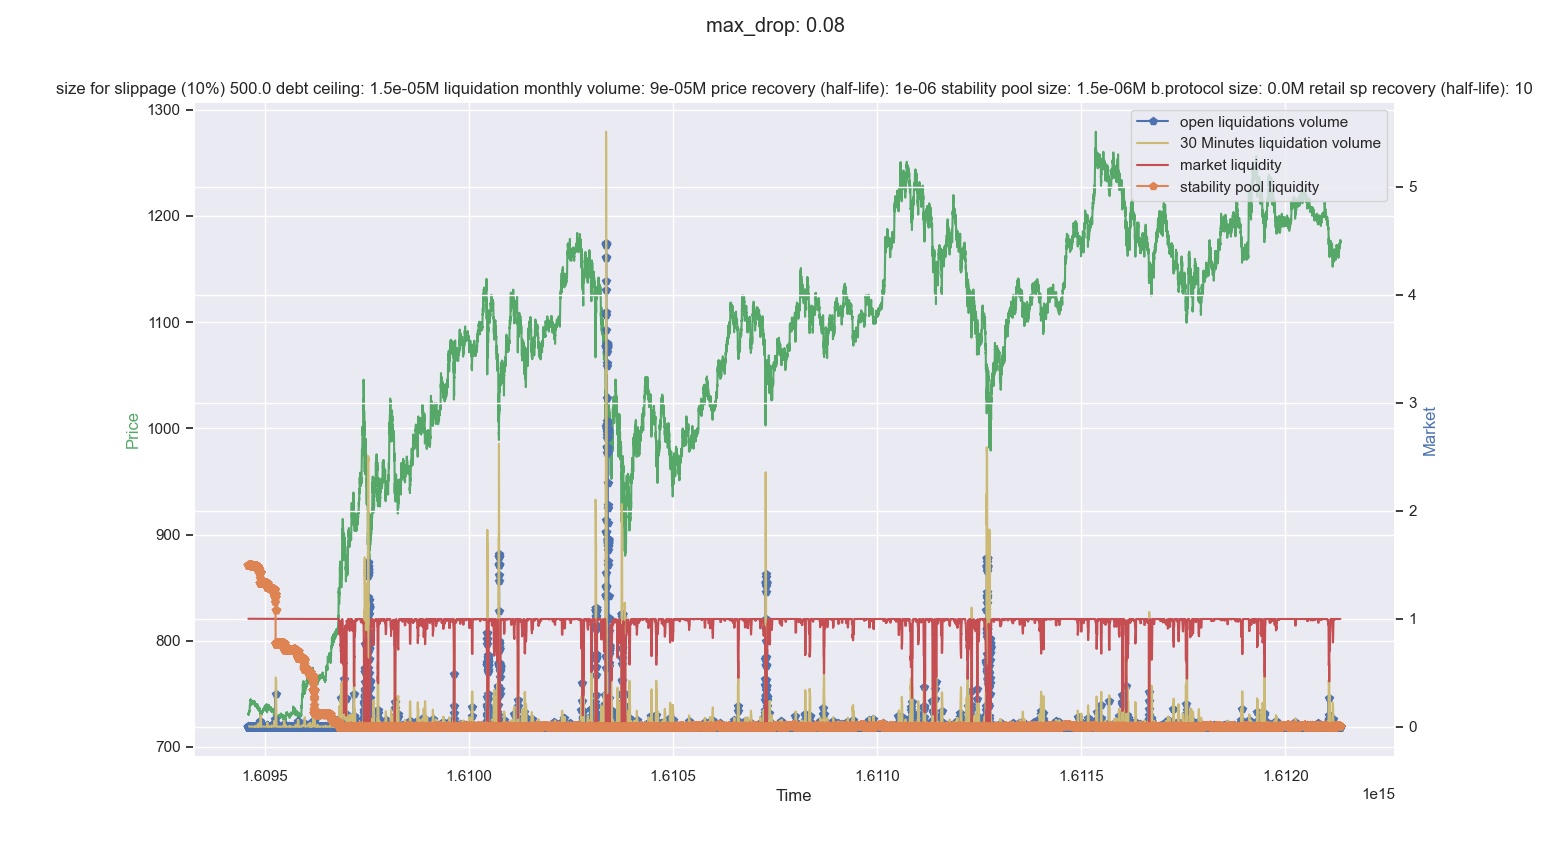 max_drop: 0.08
size for slippage (10%) 500.0 debt ceiling: 1.5e-05M liquidation monthly volume: 9e-05M price recovery (half-life): 1e-06 stability pool size: 1.5e-06M b.protocol size: 0.0M retail sp recovery (half-life): 10
open liquidations volume
30 Minutes liquidation volume
market liquidity
stability pool liquidity
1300
1200
1100
1000
900
800
700
Price
5
4
3
2
1
0
Market
1.6095 1.6100 1.6105 1.6110 1.6115 1.6120
Time
1e15